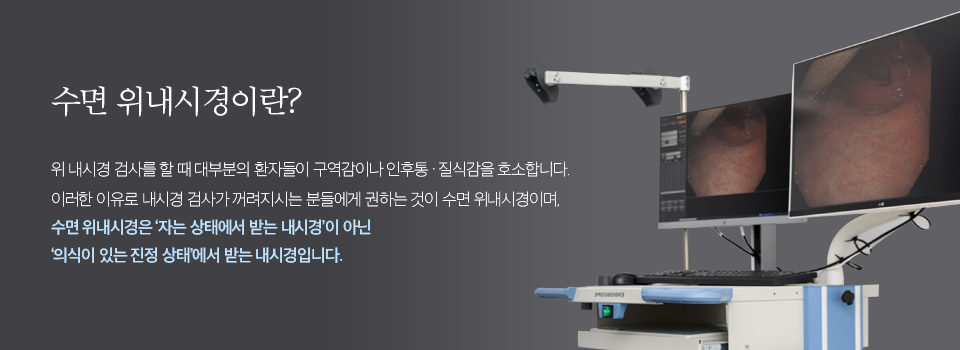 수면 위내시경이란?
위 내시경 검사를 할 때 대부분의 환자들이 구역감이나 인후통 · 질식감을 호소합니다.
이러한 이유로 내시경 검사가 꺼려지시는 분들에게 권하는 것이 수면 위내시경이며,
수면 위내시경은 ‘자는 상태에서 받는 내시경’이 아닌
‘의식이 있는 진정 상태’에서 받는 내시경입니다.
ENDOSCOPE